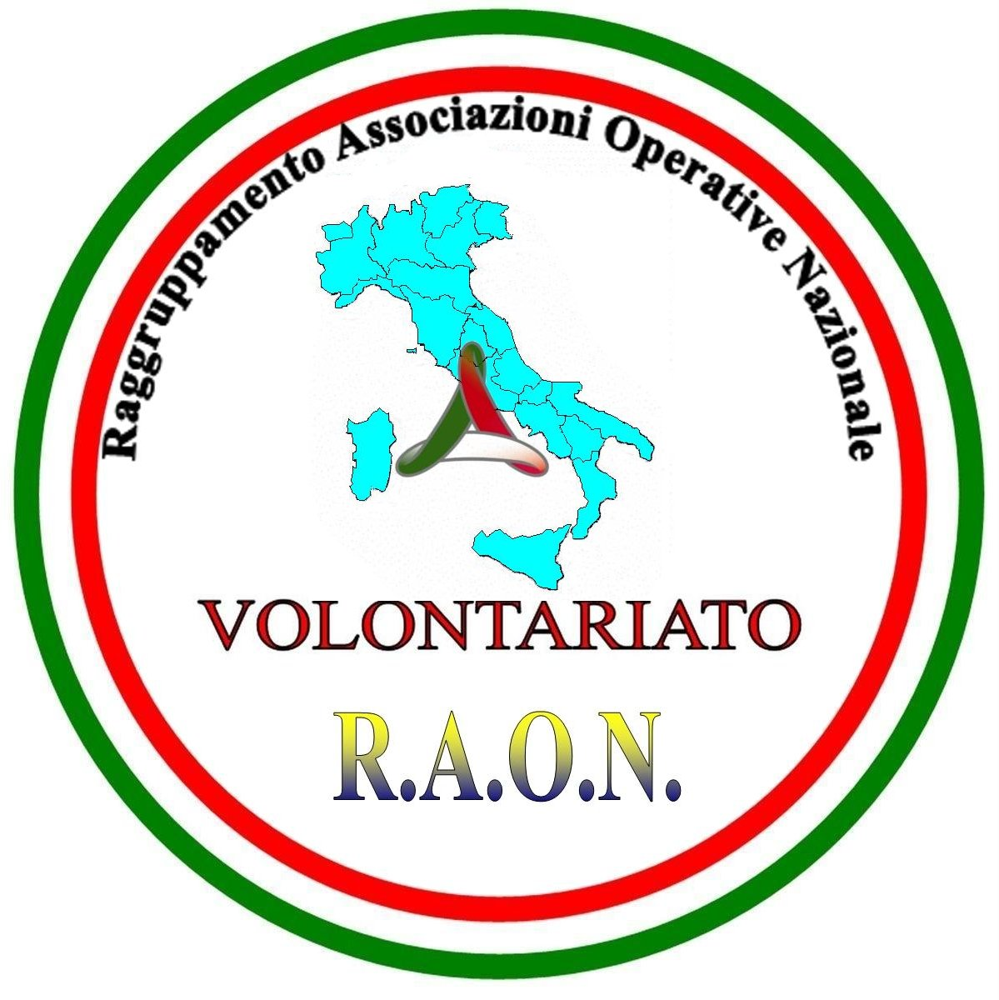 Raggruppamento Associazioni Operative Nazionale
VOLONTARIATO
R.A.O.N.